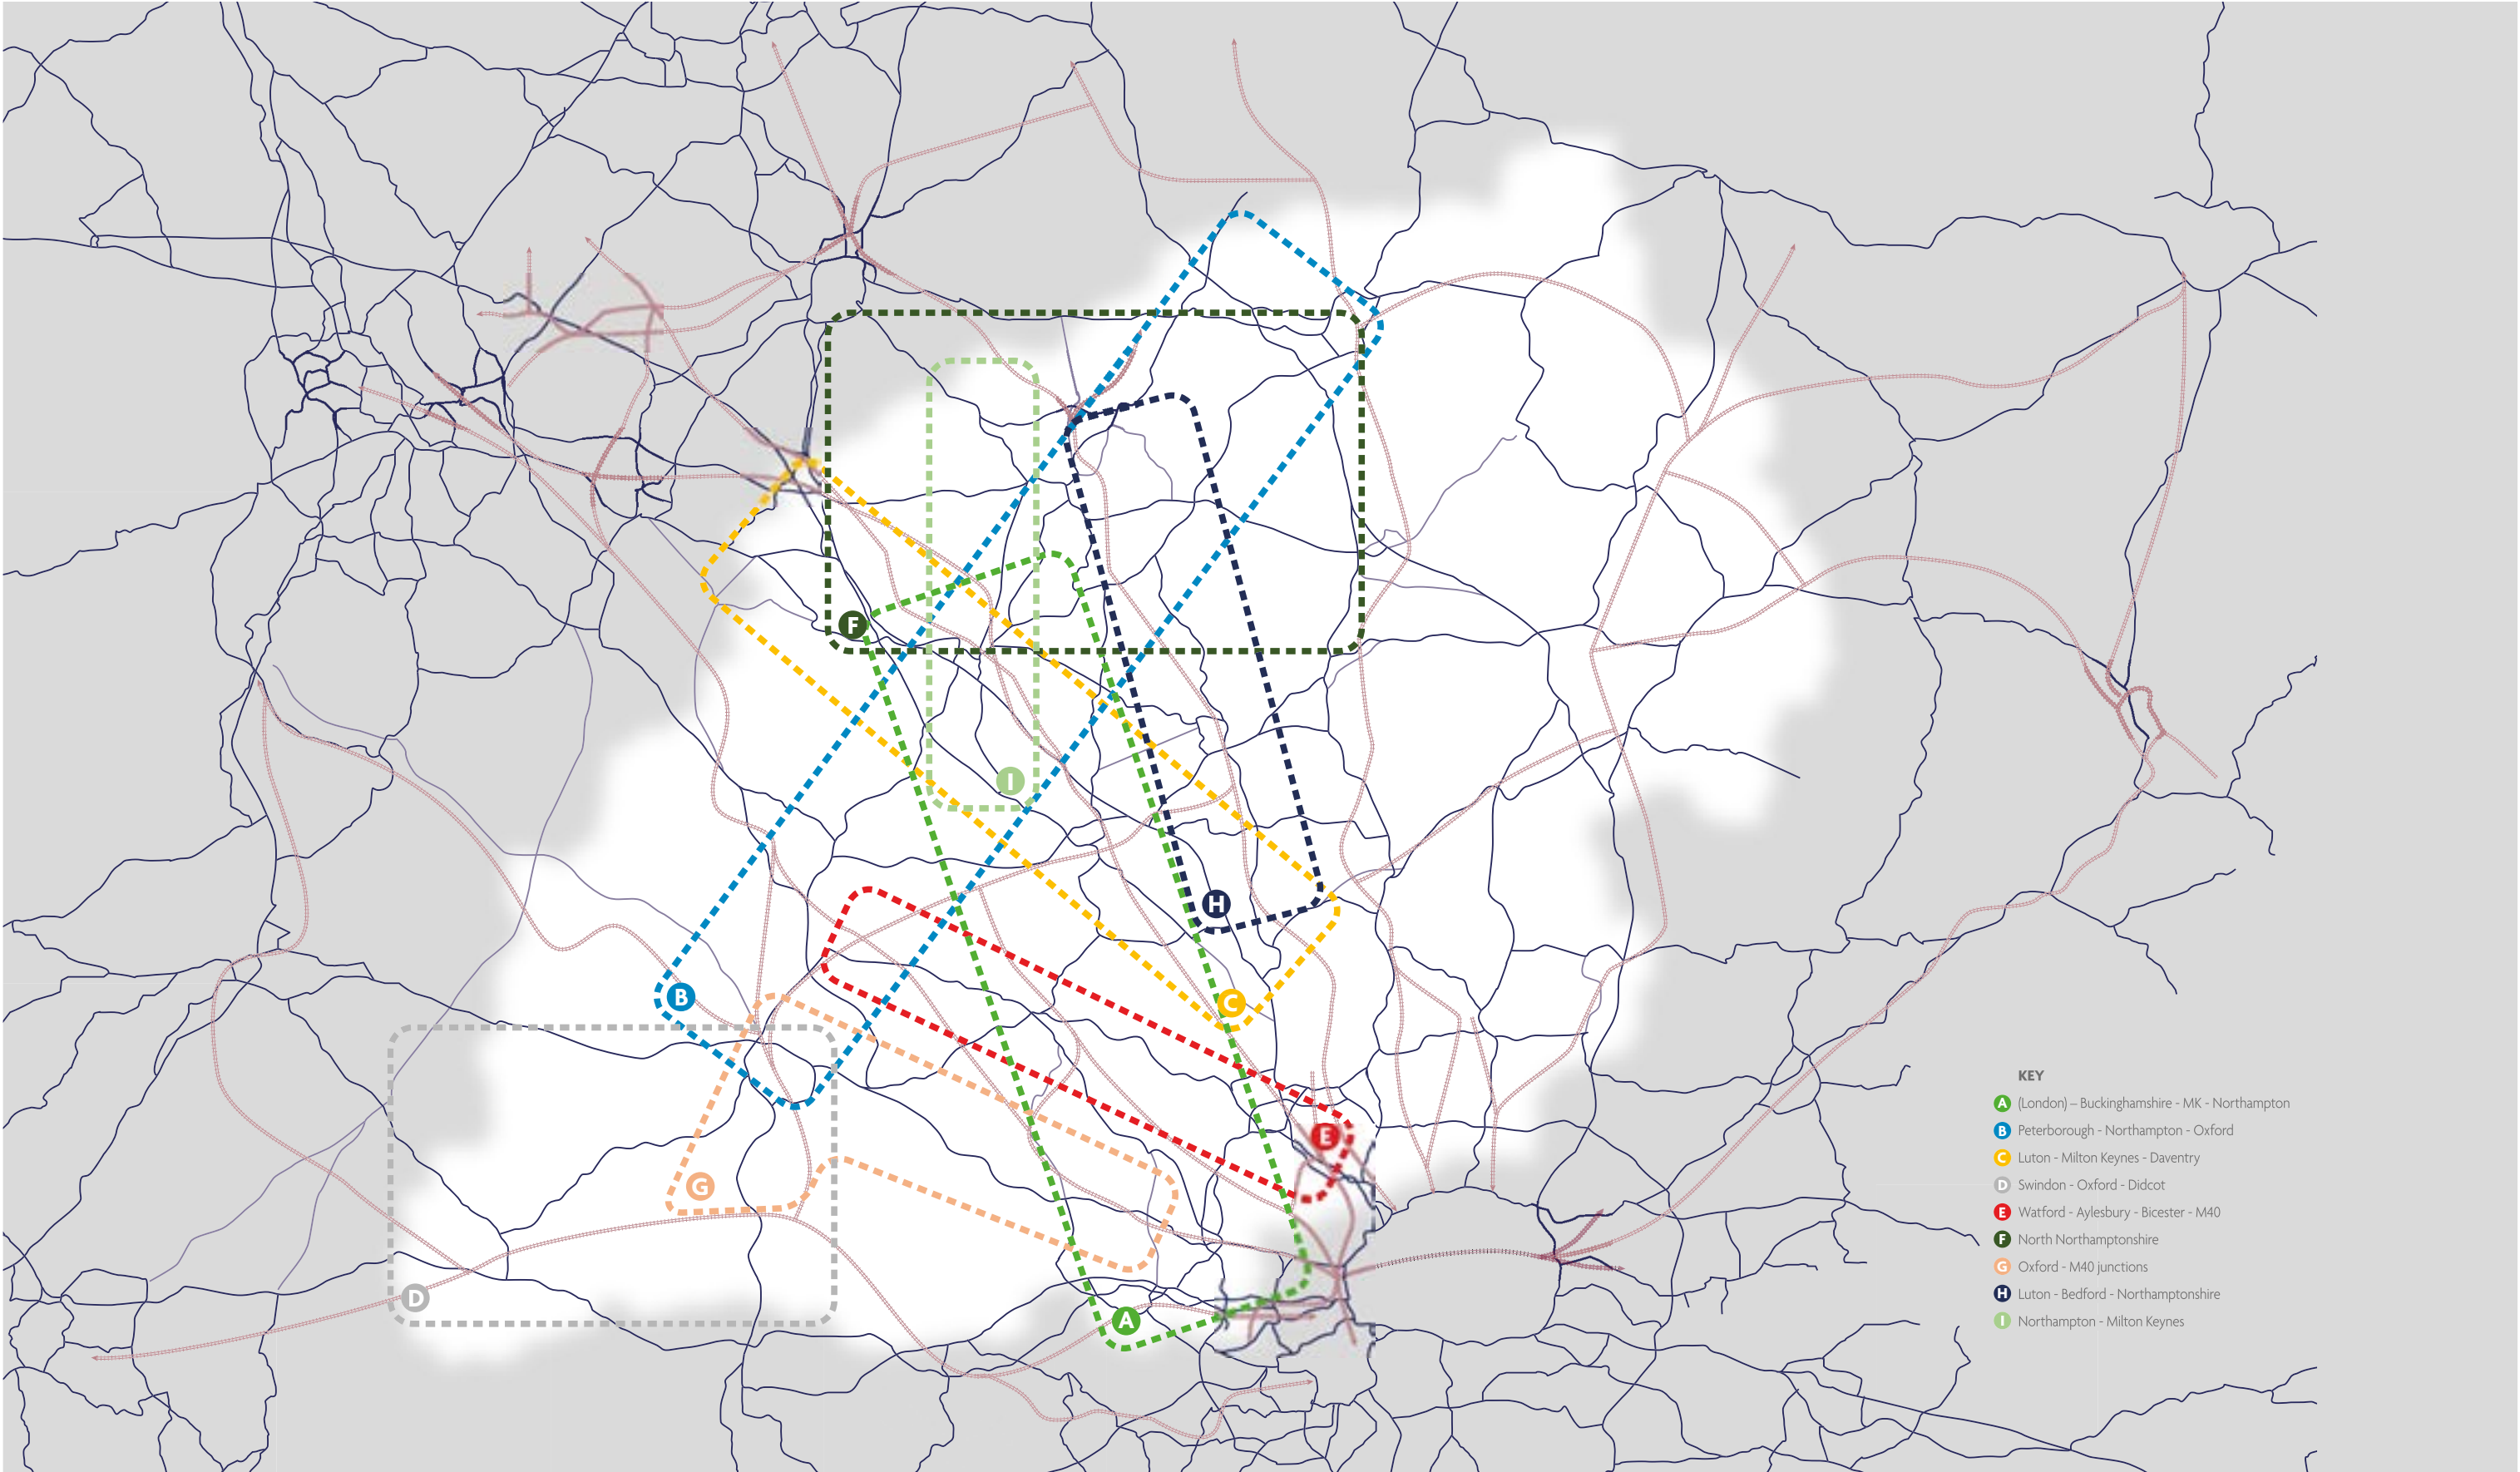 F
I
H
B
C
E
G
D
A
KEY
A (London) – Buckinghamshire - MK - Northampton
B Peterborough - Northampton - Oxford
C Luton - Milton Keynes - Daventry
D Swindon - Oxford - Didcot
E Watford - Aylesbury - Bicester - M40
F North Northamptonshire
G Oxford - M40 junctions
H Luton - Bedford - Northamptonshire
I Northampton - Milton Keynes